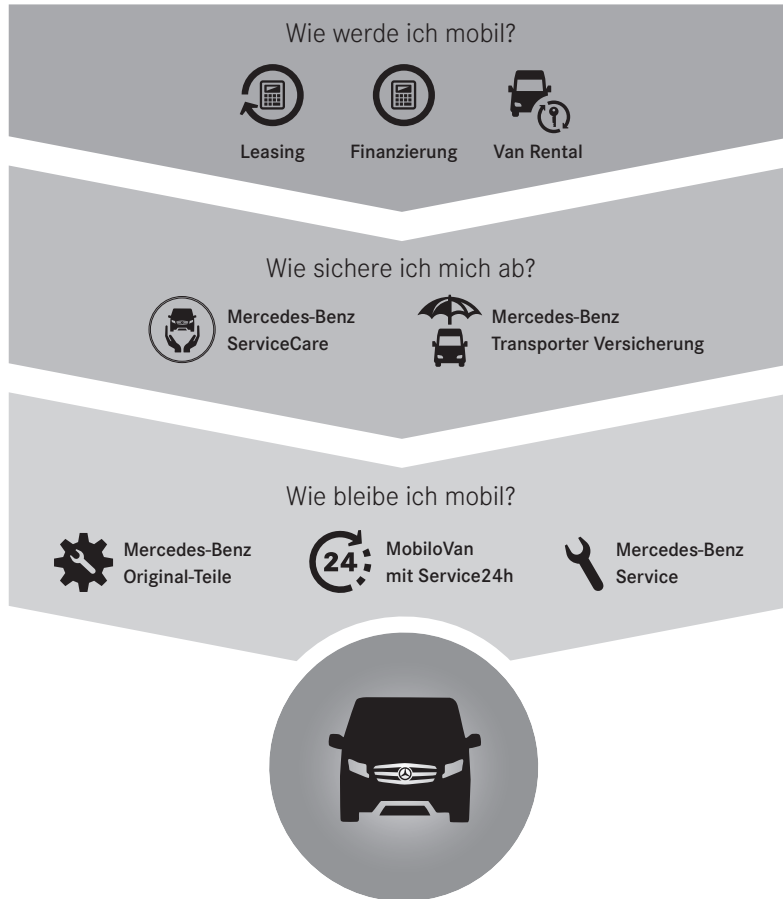 Wie werde ich mobil?
Leasing
Finanzierung
Van Rental
Wie sichere ich mich ab?
Mercedes-Benz
ServiceCare
Mercedes-Benz
Transporter Versicherung
Wie bleibe ich mobil?
Mercedes-Benz
Original-Teile
24
MobiloVan
mit Service24h
Mercedes-Benz
Service